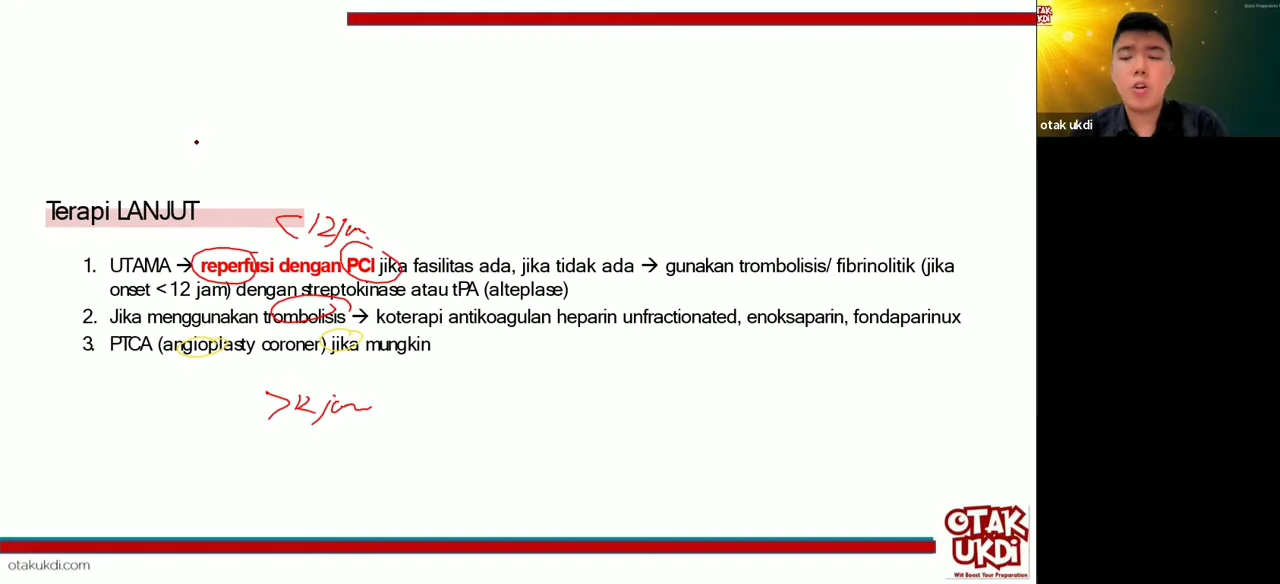 OTAK
UKDI
otak ukdi
Terapi LANJUT
< 12 jam
1. UTAMA → reperfusi dengan PCI jika fasilitas ada, jika tidak ada → gunakan trombolisis/ fibrinolitik (jika
onset < 12 jam) dengan streptokinase atau tPA (alteplase)
2. Jika menggunakan trombolisis → koterapi antikoagulan heparin unfractionated, enoksaparin, fondaparinux
3. PTCA (angioplasty coroner) jika mungkin
> 12 jam
OTAK
UKDi
Will Boost Your Preparation
otakukdi.com